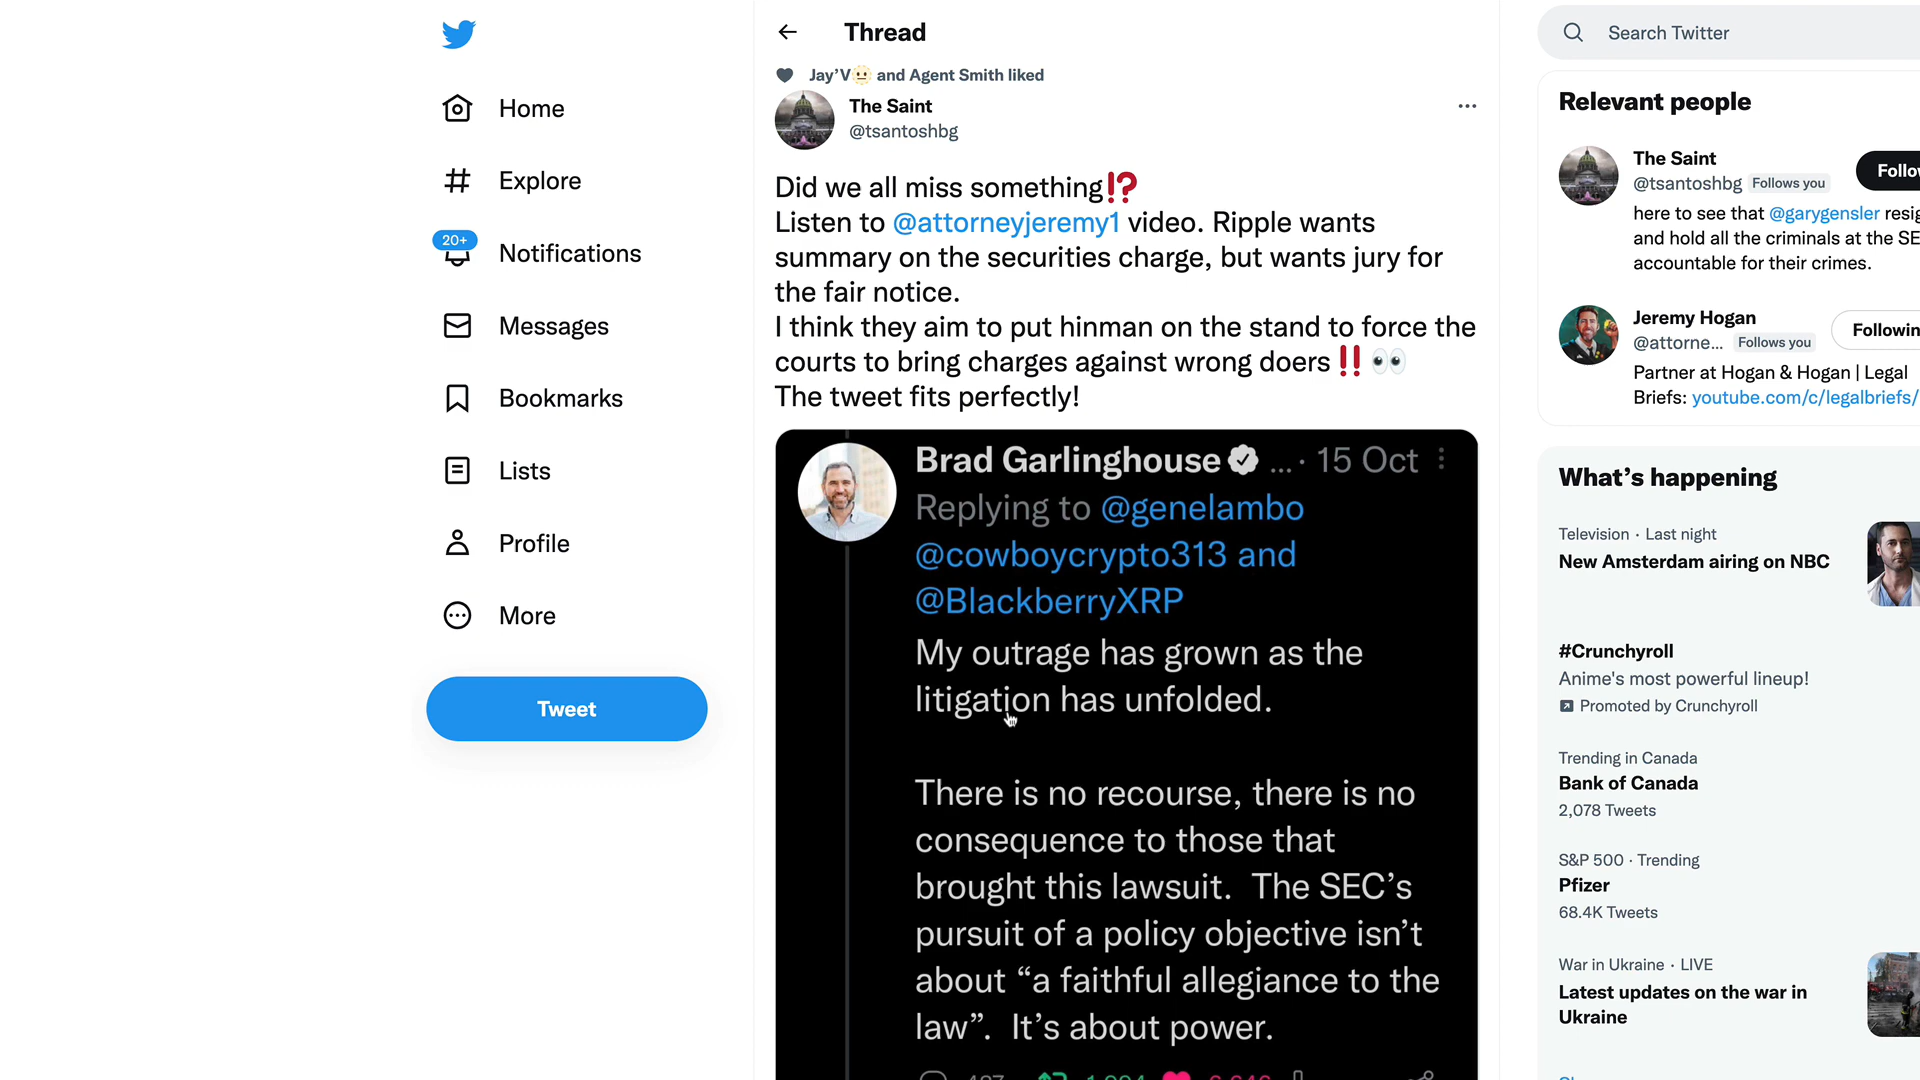 Home
Explore
20+
Notifications
Messages
Bookmarks
Lists
Profile
More
Tweet
Thread
Jay'V😐 and Agent Smith liked
The Saint
@tsantoshbg
Did we all miss something⁉️
Listen to @attorneyjeremy1 video. Ripple wants
summary on the securities charge, but wants jury for
the fair notice.
I think they aim to put hinman on the stand to force the
courts to bring charges against wrong doers‼️ 👀
The tweet fits perfectly!
Brad Garlinghouse ... · 15 Oct
Replying to @genelambo
@cowboycrypto313 and
@BlackberryXRP
My outrage has grown as the
litigation has unfolded.
There is no recourse, there is no
consequence to those that
brought this lawsuit. The SEC's
pursuit of a policy objective isn't
about “a faithful allegiance to the
law”. It's about power.
Search Twitter
Relevant people
The Saint
Follo
@tsantoshbg Follows you
here to see that @garygensler resig
and hold all the criminals at the SE
accountable for their crimes.
Jeremy Hogan
Followin
@attorne... Follows you
Partner at Hogan & Hogan | Legal
Briefs: youtube.com/c/legalbriefs/
What's happening
Television · Last night
New Amsterdam airing on NBC
#Crunchyroll
Anime's most powerful lineup!
Promoted by Crunchyroll
Trending in Canada
Bank of Canada
2,078 Tweets
S&P 500 · Trending
Pfizer
68.4K Tweets
War in Ukraine · LIVE
Latest updates on the war in
Ukraine